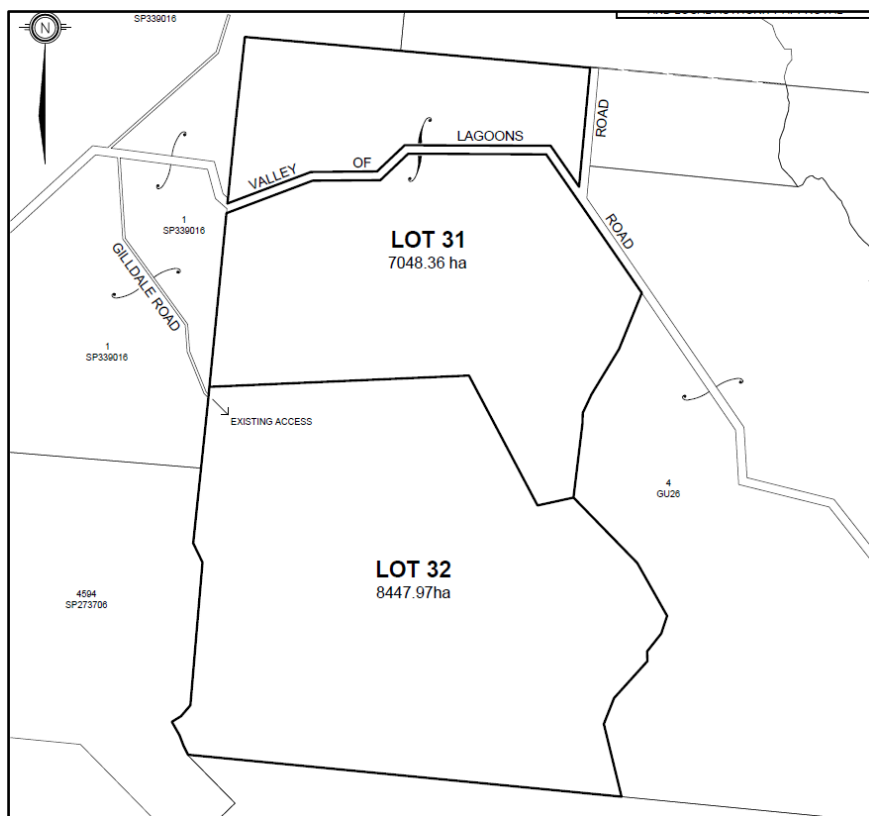 SP339016
N
ROAD
VALLEY OF LAGOONS
ROAD
1
SP339016
LOT 31
7048.36 ha
GILLDALE ROAD
1
SP339016
EXISTING ACCESS
4
GU26
LOT 32
8447.97ha
4594
SP273706